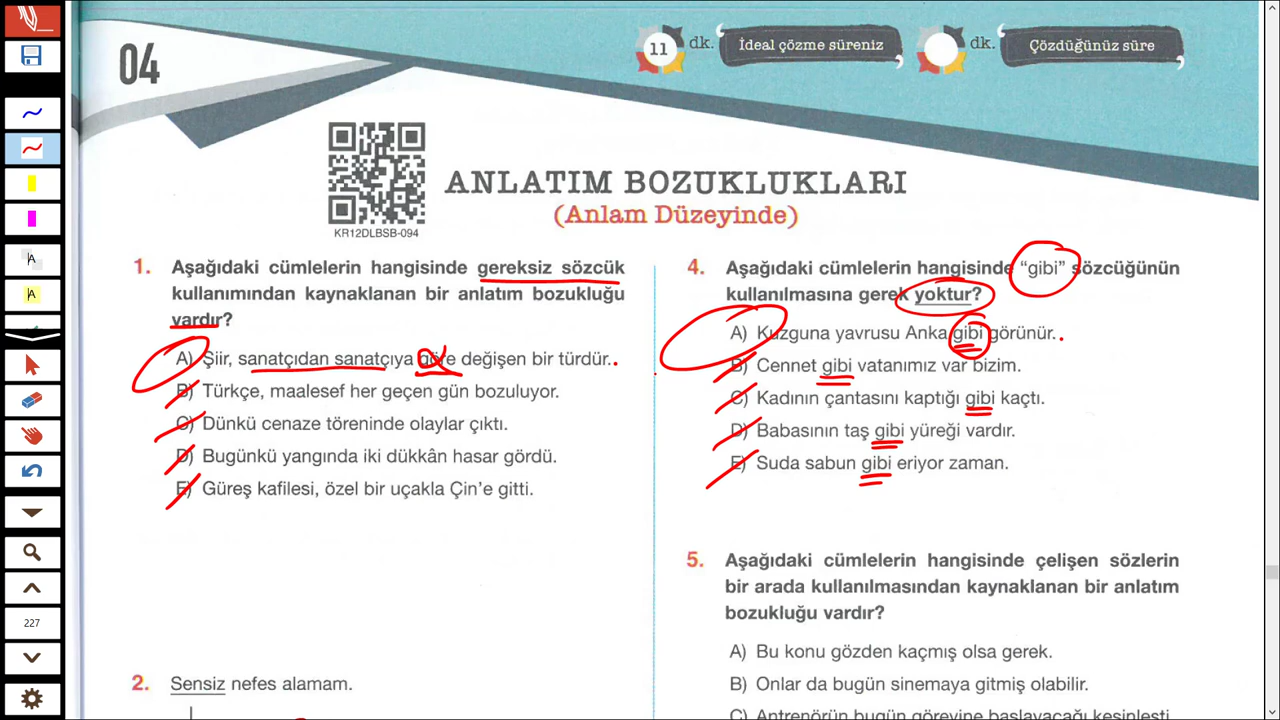 04
11 dk. İdeal çözme süreniz
dk. Çözdüğünüz süre
KR12DLBSB-094
ANLATIM BOZUKLUKLARI
(Anlam Düzeyinde)
1. Aşağıdaki cümlelerin hangisinde gereksiz sözcük
kullanımından kaynaklanan bir anlatım bozukluğu
vardır?
A) Şiir, sanatçıdan sanatçıya göre değişen bir türdür.
B) Türkçe, maalesef her geçen gün bozuluyor.
C) Dünkü cenaze töreninde olaylar çıktı.
D) Bugünkü yangında iki dükkân hasar gördü.
E) Güreş kafilesi, özel bir uçakla Çin'e gitti.
2. Sensiz nefes alamam.
4. Aşağıdaki cümlelerin hangisinde "gibi" sözcüğünün
kullanılmasına gerek yoktur?
A) Kuzguna yavrusu Anka gibi görünür.
B) Cennet gibi vatanımız var bizim.
C) Kadının çantasını kaptığı gibi kaçtı.
D) Babasının taş gibi yüreği vardır.
E) Suda sabun gibi eriyor zaman.
5. Aşağıdaki cümlelerin hangisinde çelişen sözlerin
bir arada kullanılmasından kaynaklanan bir anlatım
bozukluğu vardır?
A) Bu konu gözden kaçmış olsa gerek.
B) Onlar da bugün sinemaya gitmiş olabilir.
C) Antrenörün bugün görevine başlayacağı kesinleşti
A
A
227